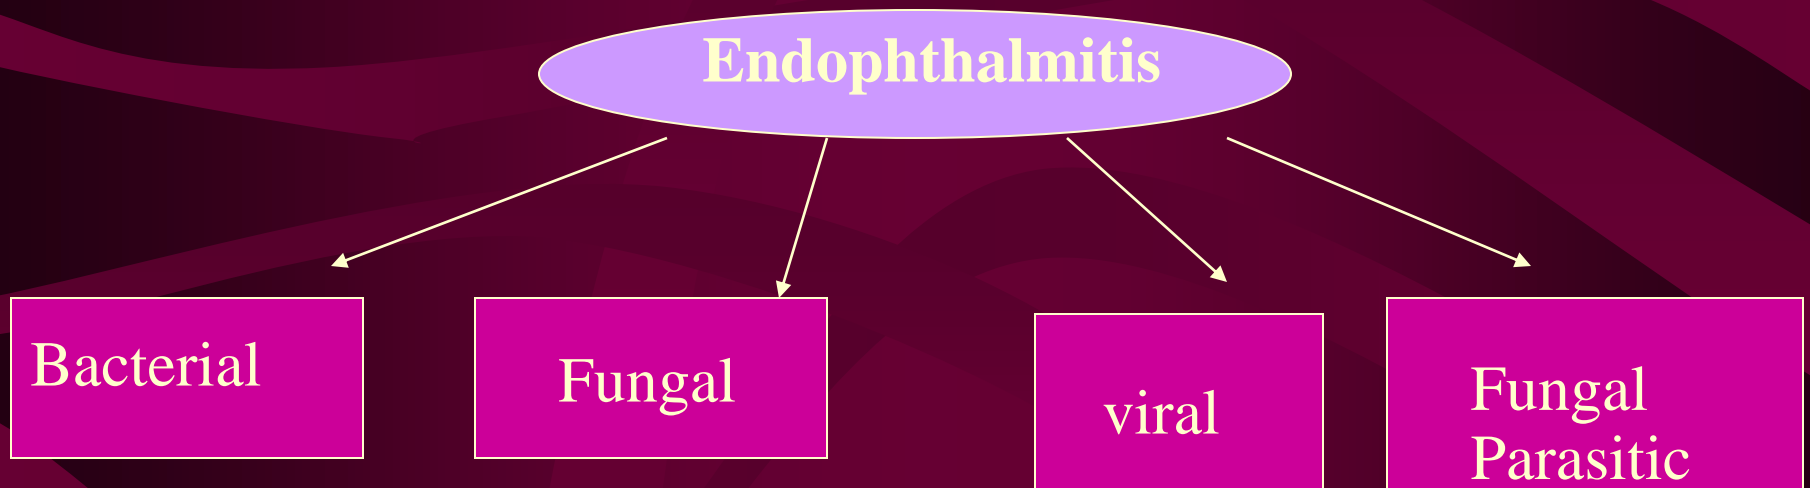 Endophthalmitis
Bacterial
Fungal
viral
Fungal
Parasitic